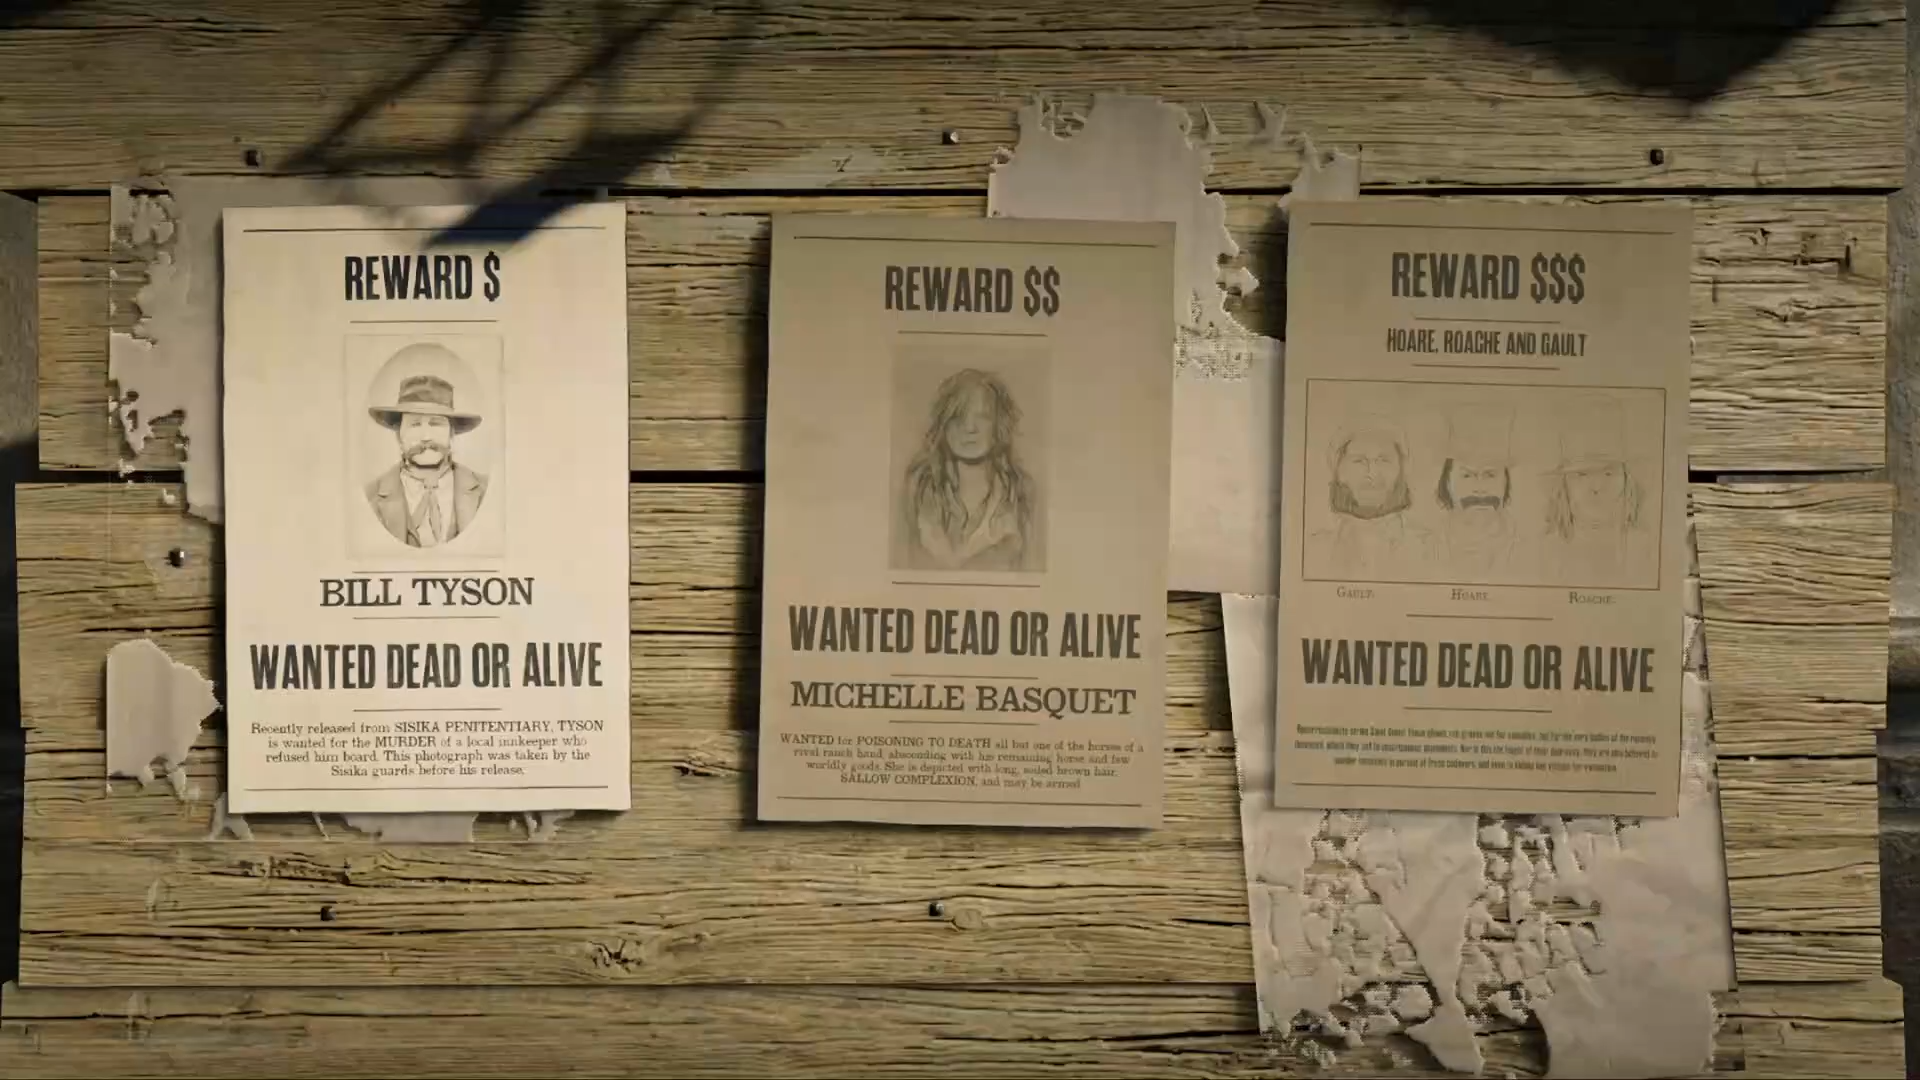 REWARD $
BILL TYSON
WANTED DEAD OR ALIVE
Recently released from SISIKA PENITENTIARY, TYSON
is wanted for the MURDER of a local innkeeper who
refused him board. This photograph was taken by the
Sisika guards before his release.
REWARD $$
WANTED DEAD OR ALIVE
MICHELLE BASQUET
WANTED for POISONING TO DEATH all but one of the horses of a
rival ranch hand, absconding with his remaining horse and few
worldly goods. She is depicted with long, soiled brown hair,
SALLOW COMPLEXION, and may be armed
REWARD $$$
HOARE, ROACHE AND GAULT
GAULT. HOARE. ROACHE.
WANTED DEAD OR ALIVE